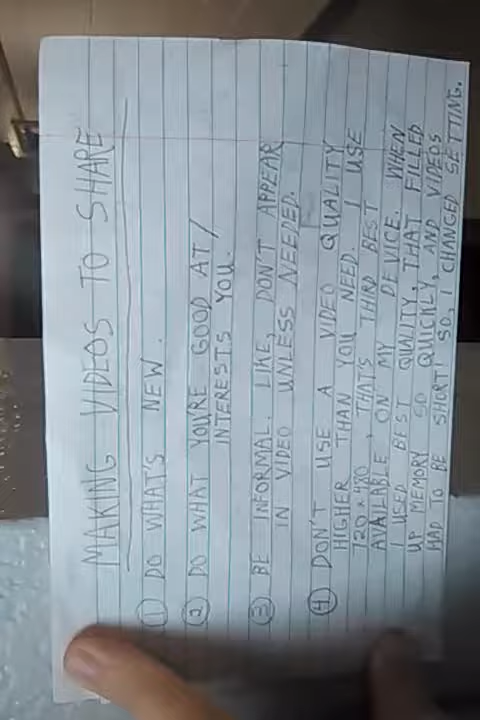 MAKING VIDEOS TO SHARE
① DO WHAT'S NEW.
② DO WHAT YOU'RE GOOD AT/
INTERESTS YOU.
③ BE INFORMAL. LIKE, DON'T APPEAR
IN VIDEO UNLESS NEEDED.
④ DON'T USE A VIDEO QUALITY
HIGHER THAN YOU NEED. I USE
720x480, THAT'S THIRD BEST
AVAILABLE ON MY DEVICE. WHEN
I USED BEST QUALITY, THAT FILLED
UP MEMORY SO QUICKLY, AND VIDEOS
HAD TO BE SHORT! SO, I CHANGED SETTING.